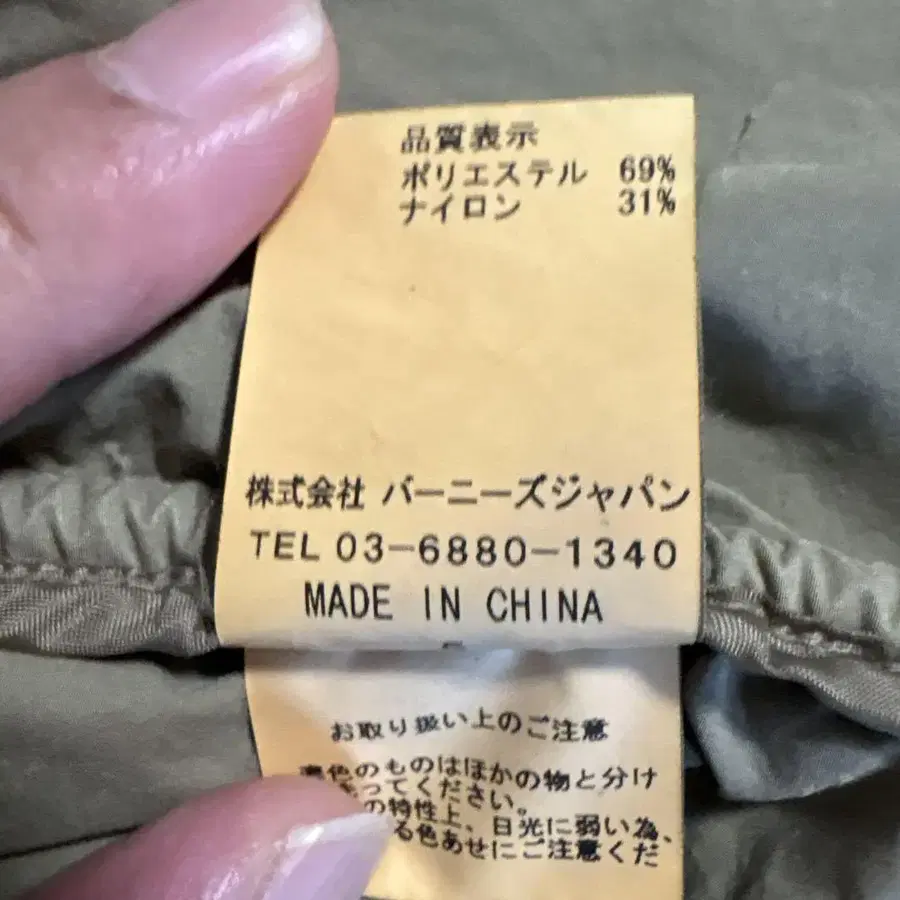 品質表示
ポリエステル 69%
ナイロン 31%
株式会社 バーニーズジャパン
TEL 03-6880-1340
MADE IN CHINA
お取り扱い上のご注意
色のものはほかの物と分け
ってください。
の特性上、日光に弱い為、
る色あせにご注意くだ